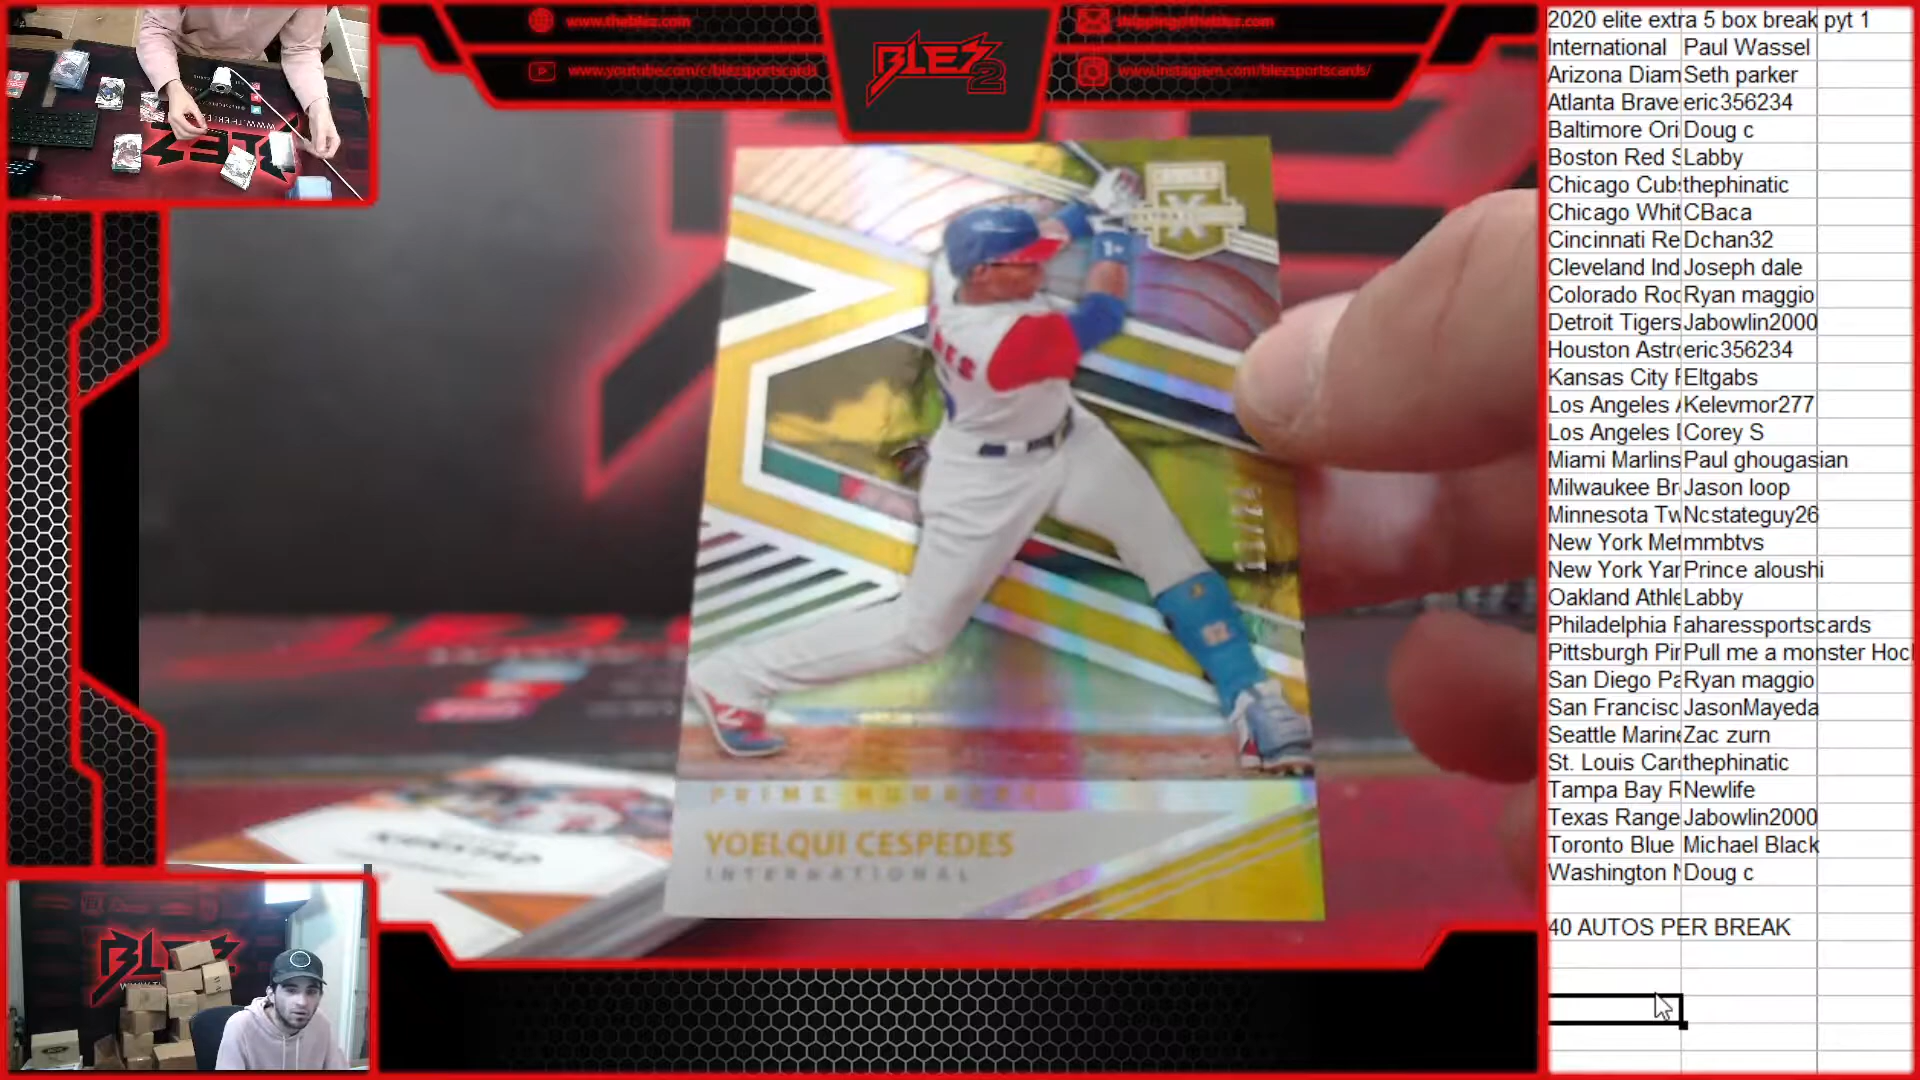 www.theblez.com
shipping@theblez.com
www.youtube.com/c/blezsportscards
www.instagram.com/blezsportscards/
BLEZ
2
PRIME NUMBERS
YOELQUI CESPEDES
INTERNATIONAL
BLEZ
2020 elite extra 5 box break pyt 1
International Paul Wassel
Arizona Diam Seth parker
Atlanta Brave eric356234
Baltimore Ori Doug c
Boston Red S Labby
Chicago Cubs thephinatic
Chicago Whit CBaca
Cincinnati Re Dchan32
Cleveland Ind Joseph dale
Colorado Roc Ryan maggio
Detroit Tigers Jabowlin2000
Houston Astro eric356234
Kansas City R Eltgabs
Los Angeles A Kelevmor277
Los Angeles D Corey S
Miami Marlins Paul ghougasian
Milwaukee Br Jason loop
Minnesota Tw Ncstateguy26
New York Met mmbtvs
New York Yan Prince aloushi
Oakland Athle Labby
Philadelphia P aharessportscards
Pittsburgh Pir Pull me a monster Hock
San Diego Pa Ryan maggio
San Francisc JasonMayeda
Seattle Marine Zac zurn
St. Louis Card thephinatic
Tampa Bay R Newlife
Texas Range Jabowlin2000
Toronto Blue Michael Black
Washington N Doug c
40 AUTOS PER BREAK